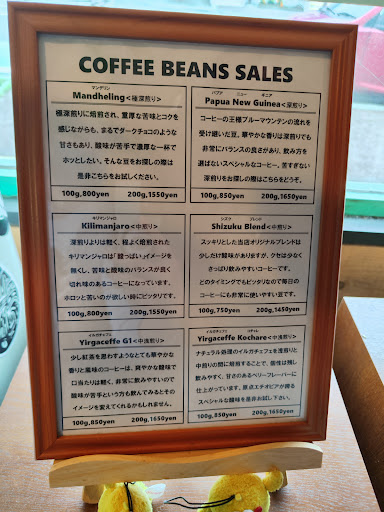 COFFEE BEANS SALES
マンデリン
Mandheling<極深煎り>
極深煎りに焙煎され、重厚な苦味とコクを
感じながらも、まるでダークチョコのような
甘さもあり、酸味が苦手で濃厚な一杯で
ホッとしたい。そんな豆をお探しの際は
是非こちらをお試しください。
100g,800yen 200g,1550yen
パプア ニュー ギニア
Papua New Guinea<深煎り>
コーヒーの王様ブルーマウンテンの流れを
受け継いだ豆。華やかな香りは深煎りでも
非常にバランスの良さがあり、飲み方を
選ばないスペシャルなコーヒー。苦すぎない
深煎りをお探しの際はこちらをどうぞ。
100g,850yen 200g,1650yen
キリマンジャロ
Kilimanjaro<中煎り>
深煎りよりは軽く、程よく焙煎された
キリマンジャロは「酸っぱい」イメージを
無くし、苦味と酸味のバランスが良く
切れ味のあるコーヒーになっています。
ホロッと苦いのが欲しい時にピッタリです。
100g,800yen 200g,1550yen
シズク ブレンド
Shizuku Blend<中煎り>
スッキリとした当店オリジナルブレンドは
少しだけ酸味がありますが、クセは少なく
さっぱり飲みやすいコーヒーです。
どのタイミングでもピッタリなので毎日の
コーヒーにも非常に使いやすい豆です。
100g,750yen 200g,1450yen
イルガチェフェ
Yirgaceffo G1<中浅煎り>
少し紅茶を思わすようなとても華やかな
香りと風味のコーヒーは、爽やかな酸味で
口当たりは軽く、非常に飲みやすいので
酸味が苦手という方も飲んでみるとその
イメージを変えてくれるかもしれません。
100g,850yen 200g,1650yen
イルガチェフェ コチャレ
Yirgaceffe Kochare<中浅煎り>
ナチュラル処理のイルガチェフェを浅煎りと
中煎りの間に焙煎することで、個性は残し
飲みやすく、甘さのあるベリーフレーバーに
仕上がっています。原点エチオピアが誇る
スペシャルな酸味を是非お試し下さい。
100g,850yen 200g,1650yen